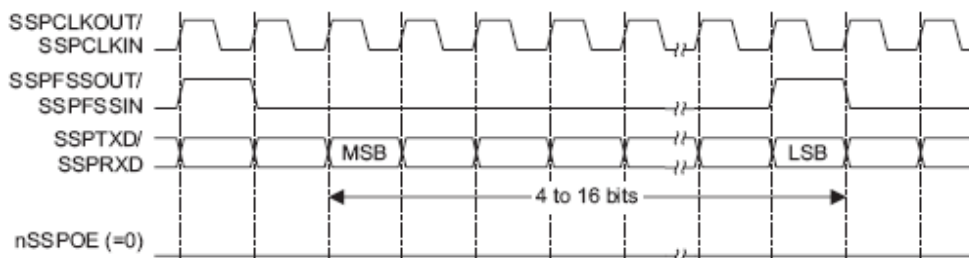 SSPCLKOUT/
SSPCLKIN
SSPFSSOUT/
SSPFSSIN
SSPTXD/
SSPRXD
MSB
LSB
4 to 16 bits
nSSPOE (=0)